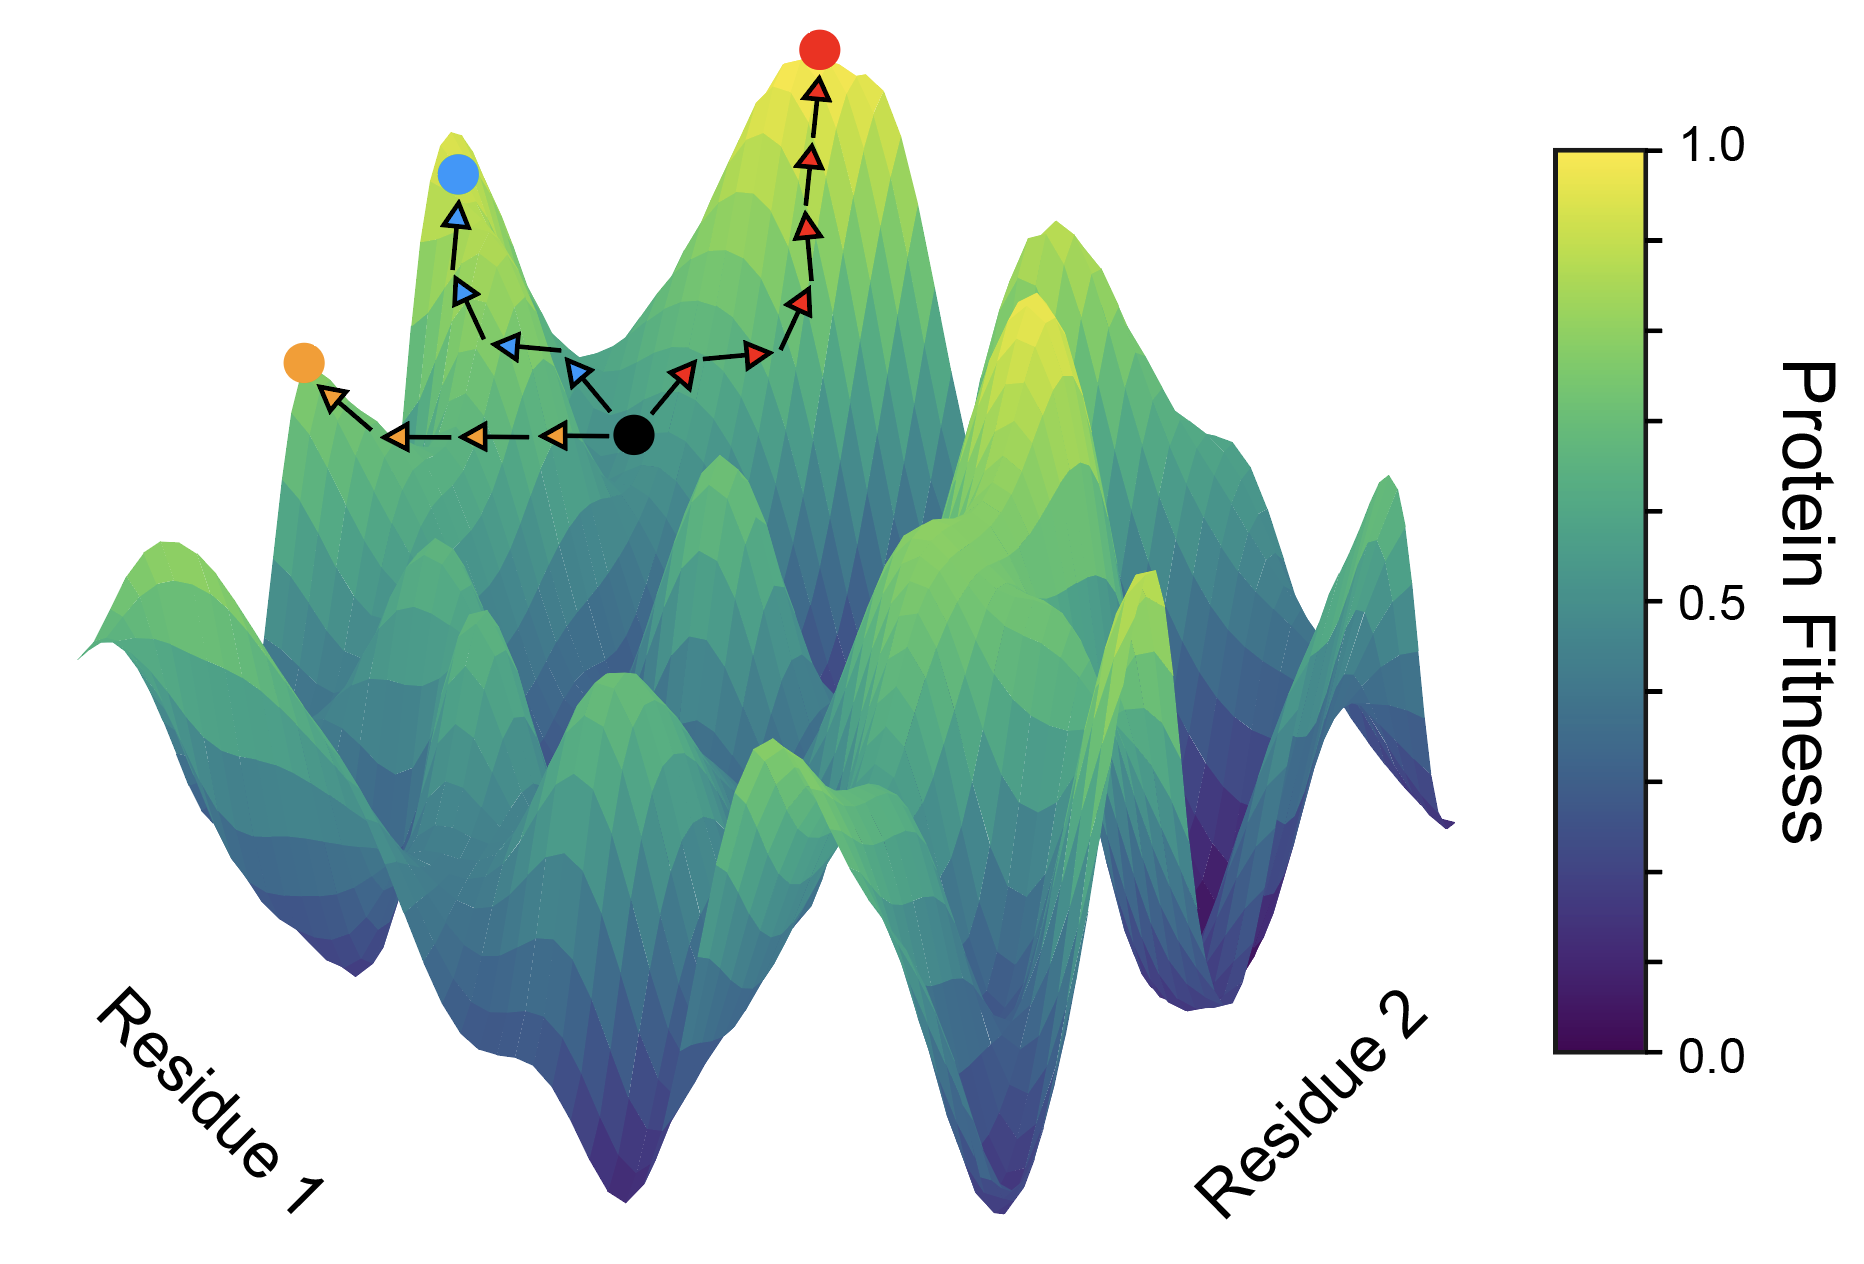 1.0
0.5
0.0
Protein Fitness
Residue 1
Residue 2